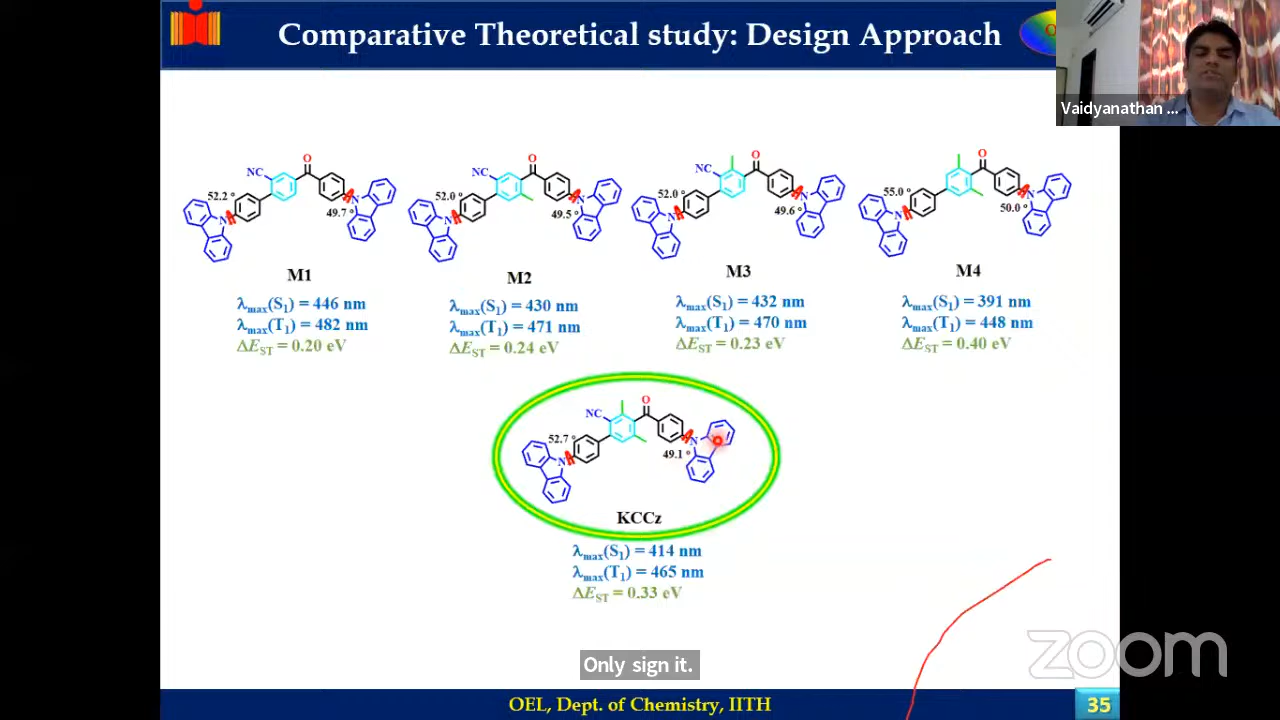 Comparative Theoretical study: Design Approach
Vaidyanathan ...
O
NC
52.2 °
N
49.7 °
N
M1
λmax(S1) = 446 nm
λmax(T1) = 482 nm
ΔEST = 0.20 eV
O
NC
52.0 °
N
49.5 °
N
M2
λmax(S1) = 430 nm
λmax(T1) = 471 nm
ΔEST = 0.24 eV
O
NC
52.0 °
N
49.6 °
N
M3
λmax(S1) = 432 nm
λmax(T1) = 470 nm
ΔEST = 0.23 eV
O
55.0 °
N
50.0 °
N
M4
λmax(S1) = 391 nm
λmax(T1) = 448 nm
ΔEST = 0.40 eV
O
NC
52.7 °
N
49.1 °
N
KCCz
λmax(S1) = 414 nm
λmax(T1) = 465 nm
ΔEST = 0.33 eV
Only sign it.
zoom
OEL, Dept. of Chemistry, IITH
35